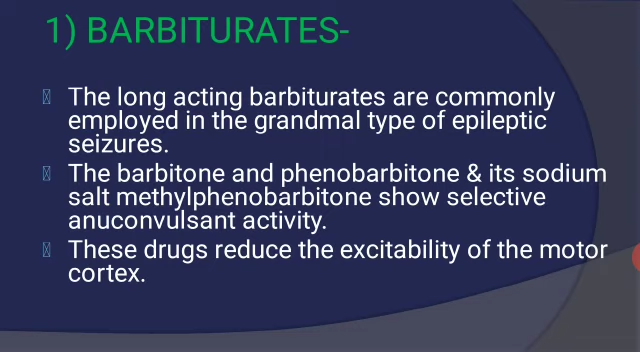 1) BARBITURATES-
The long acting barbiturates are commonly
employed in the grandmal type of epileptic
seizures.
The barbitone and phenobarbitone & its sodium
salt methylphenobarbitone show selective
anuconvulsant activity.
These drugs reduce the excitability of the motor
cortex.